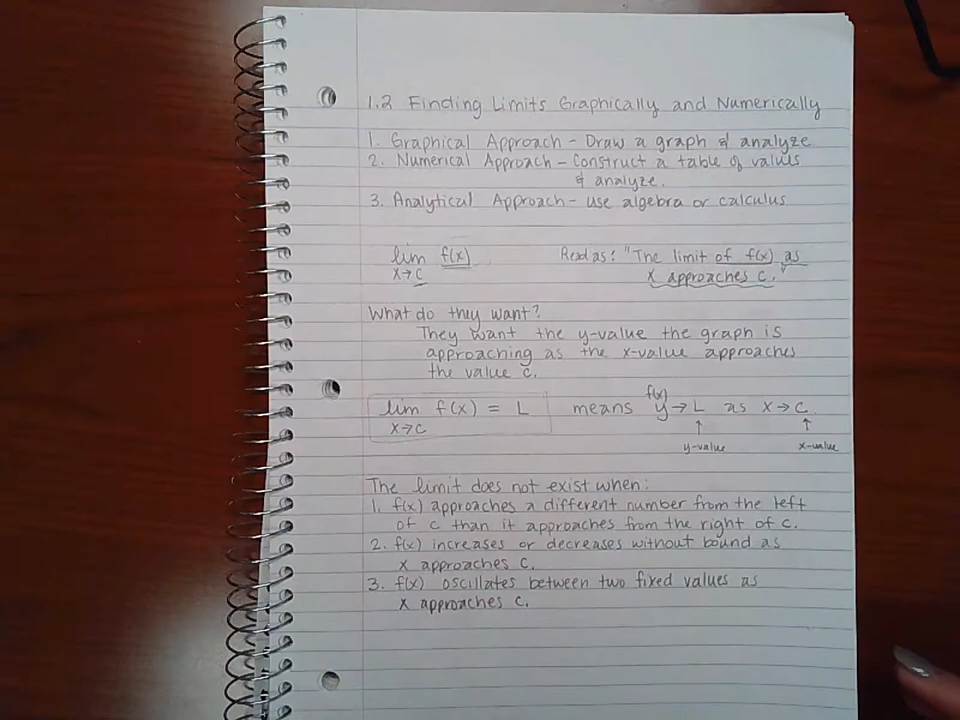 1.2 Finding Limits Graphically and Numerically
1. Graphical Approach - Draw a graph & analyze
2. Numerical Approach - Construct a table of values
& analyze.
3. Analytical Approach - Use algebra or calculus
lim f(x) Read as: "The limit of f(x) as
x→c x approaches c."
What do they want?
They want the y-value the graph is
approaching as the x-value approaches
the value c.
f(x)
lim f(x) = L means y→L as x→c
x→c ↑ ↑
y-value x-value
The limit does not exist when:
1. f(x) approaches a different number from the left
of c than it approaches from the right of c.
2. f(x) increases or decreases without bound as
x approaches c.
3. f(x) oscillates between two fixed values as
x approaches c.